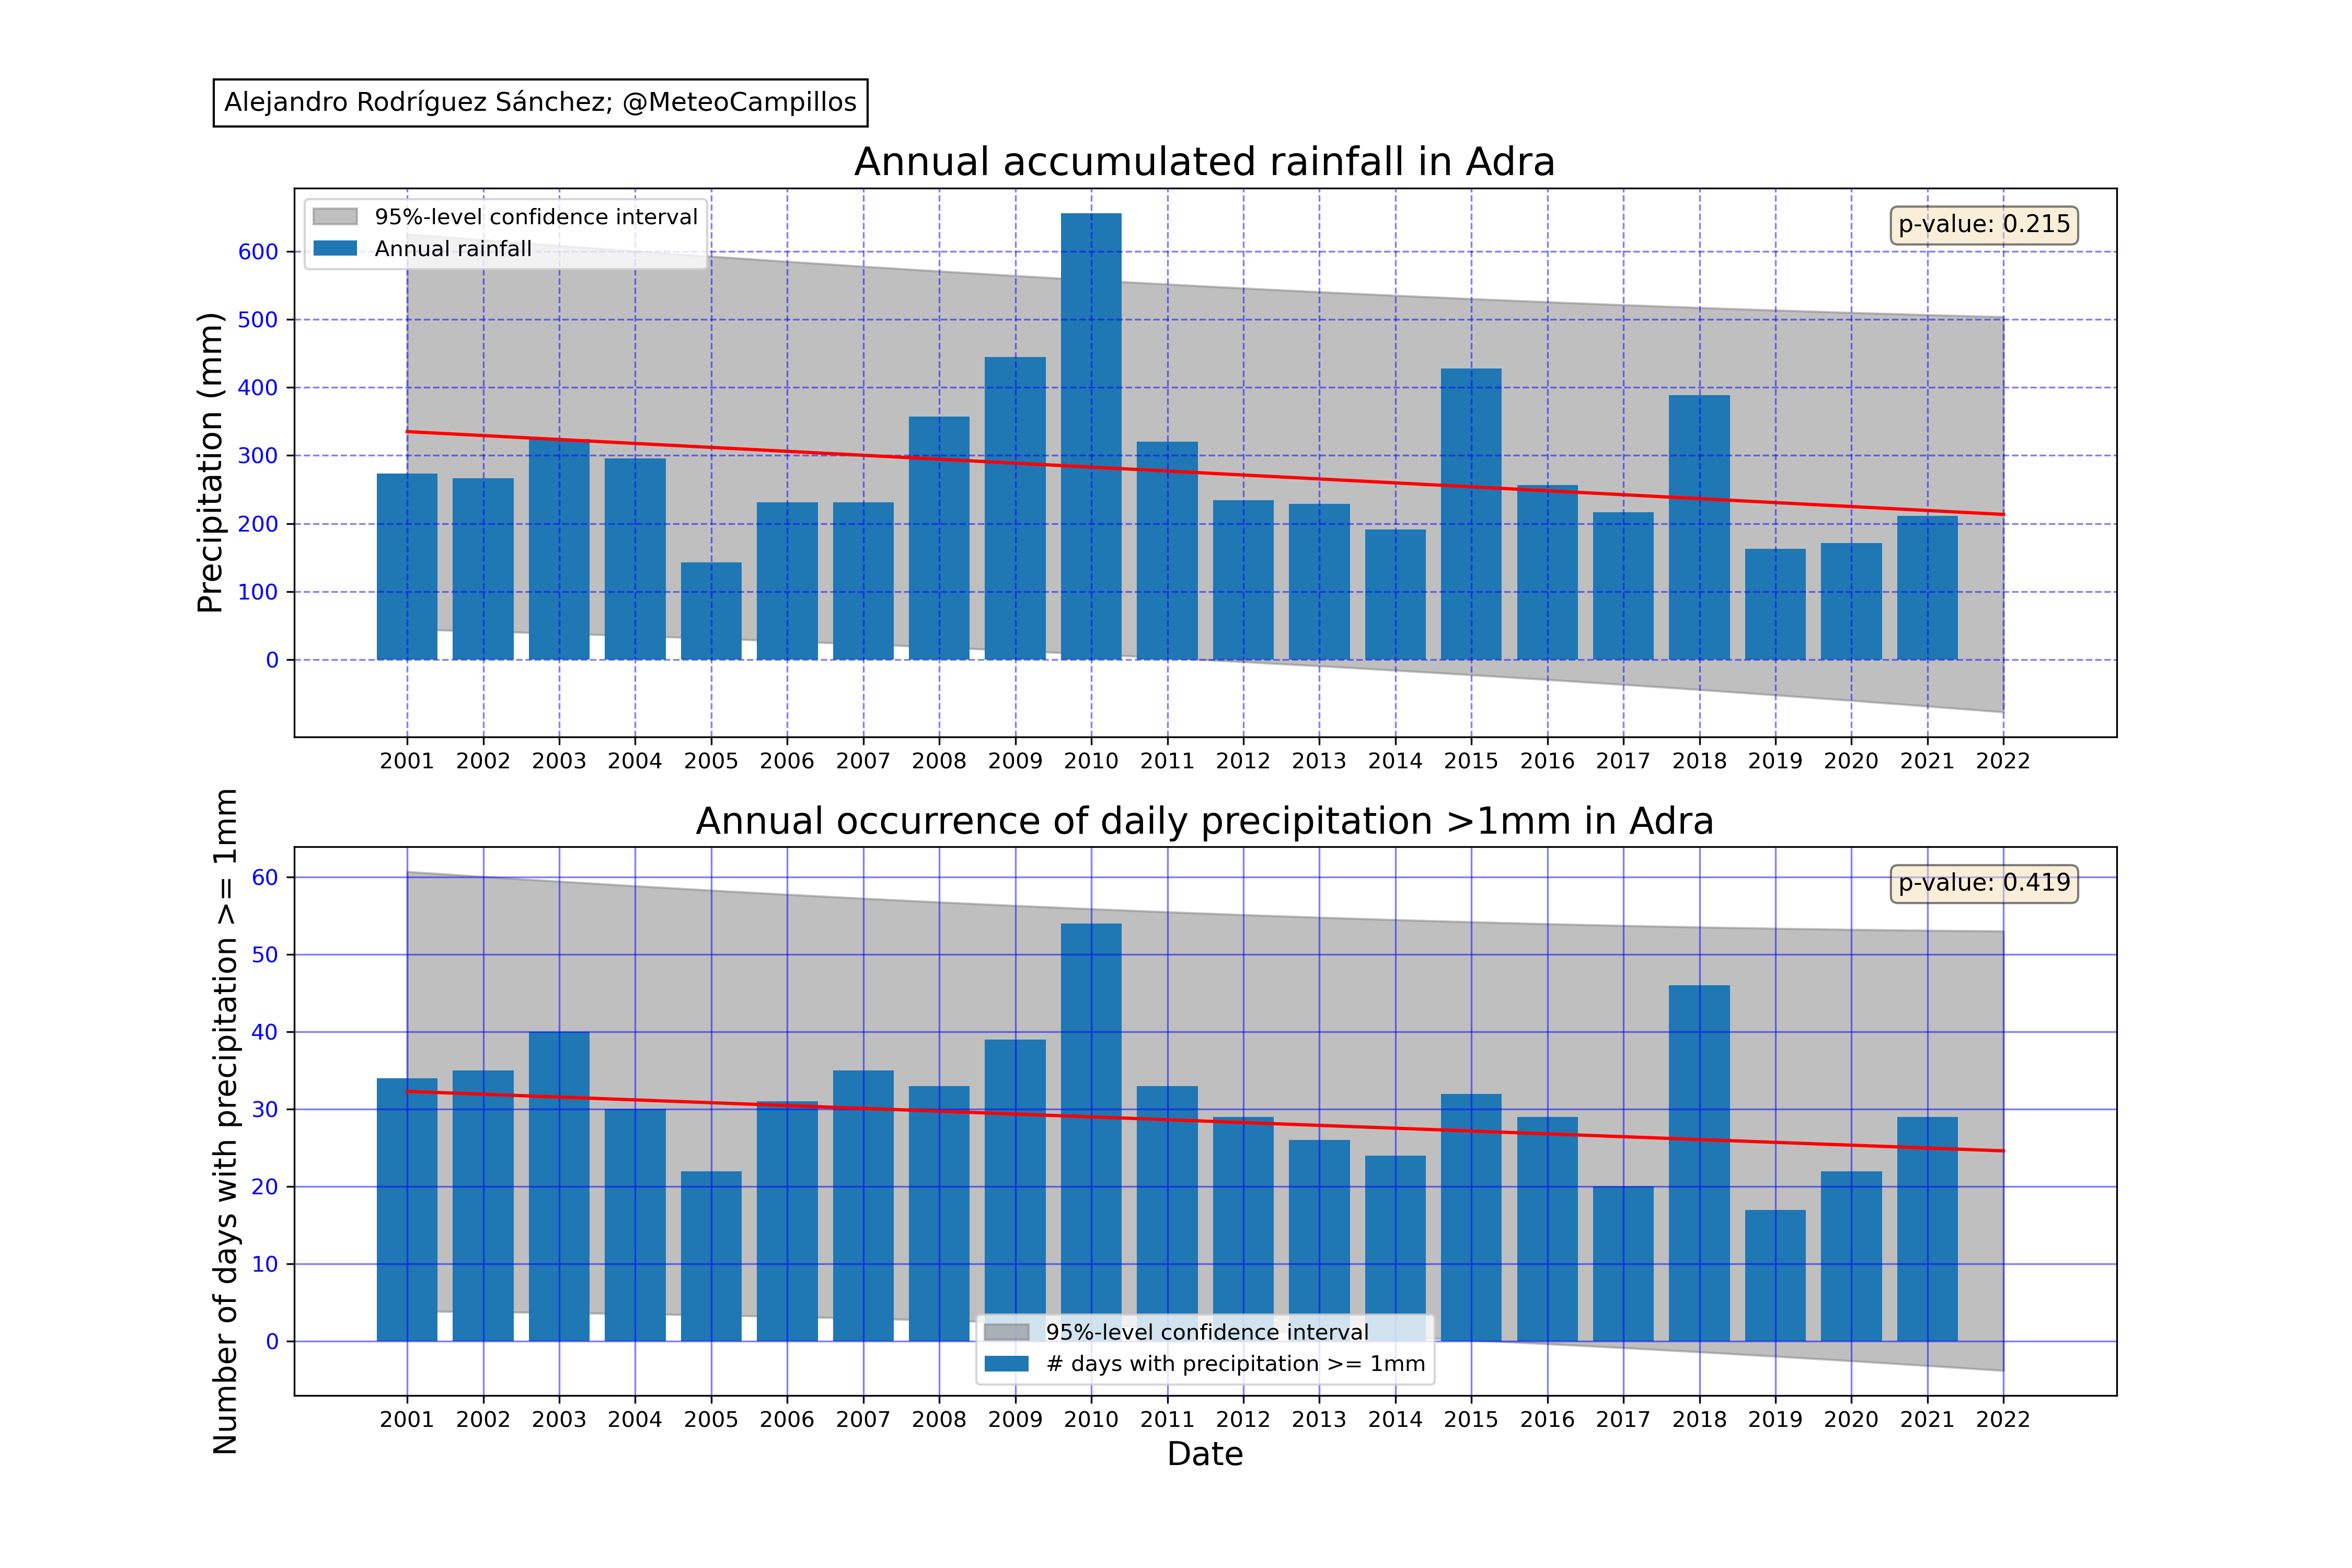 Alejandro Rodríguez Sánchez; @MeteoCampillos
Annual accumulated rainfall in Adra
95%-level confidence interval
Annual rainfall
p-value: 0.215
Precipitation (mm)
600
500
400
300
200
100
0
2001 2002 2003 2004 2005 2006 2007 2008 2009 2010 2011 2012 2013 2014 2015 2016 2017 2018 2019 2020 2021 2022
Annual occurrence of daily precipitation >1mm in Adra
p-value: 0.419
Number of days with precipitation >= 1mm
60
50
40
30
20
10
0
95%-level confidence interval
# days with precipitation >= 1mm
2001 2002 2003 2004 2005 2006 2007 2008 2009 2010 2011 2012 2013 2014 2015 2016 2017 2018 2019 2020 2021 2022
Date